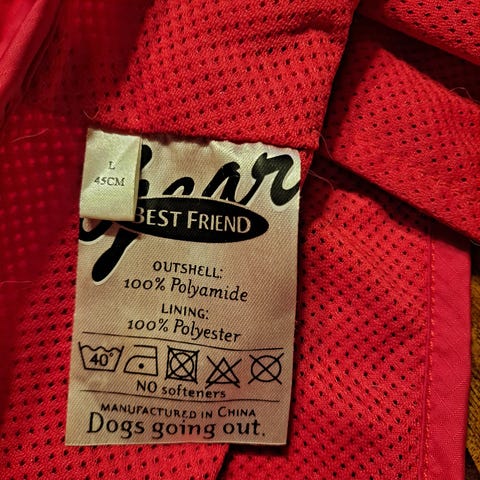 L
45CM
Gear
BEST FRIEND
OUTSHELL:
100% Polyamide
LINING:
100% Polyester
40°
NO softeners
MANUFACTURED IN CHINA
Dogs going out.